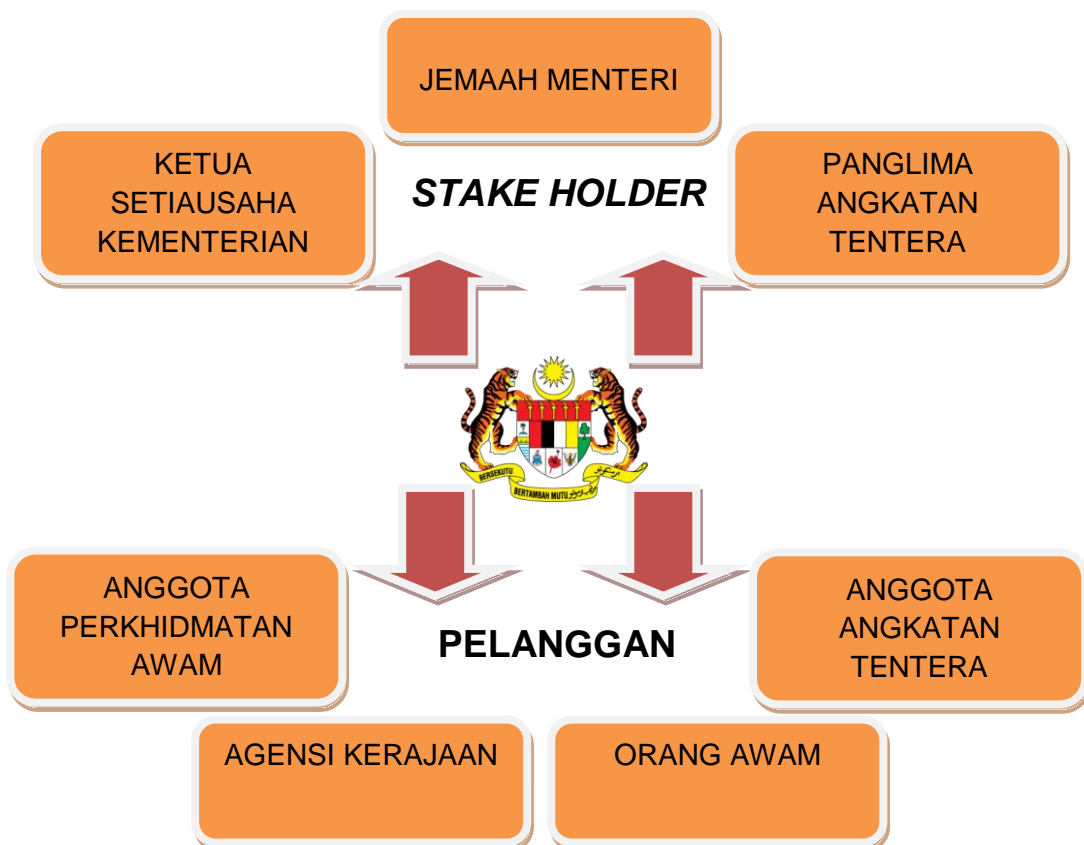 JEMAAH MENTERI
KETUA
SETIAUSAHA
KEMENTERIAN
STAKE HOLDER
PANGLIMA
ANGKATAN
TENTERA
BERSEKUTU
BERTAMBAH MUTU
ANGGOTA
PERKHIDMATAN
AWAM
PELANGGAN
ANGGOTA
ANGKATAN
TENTERA
AGENSI KERAJAAN
ORANG AWAM